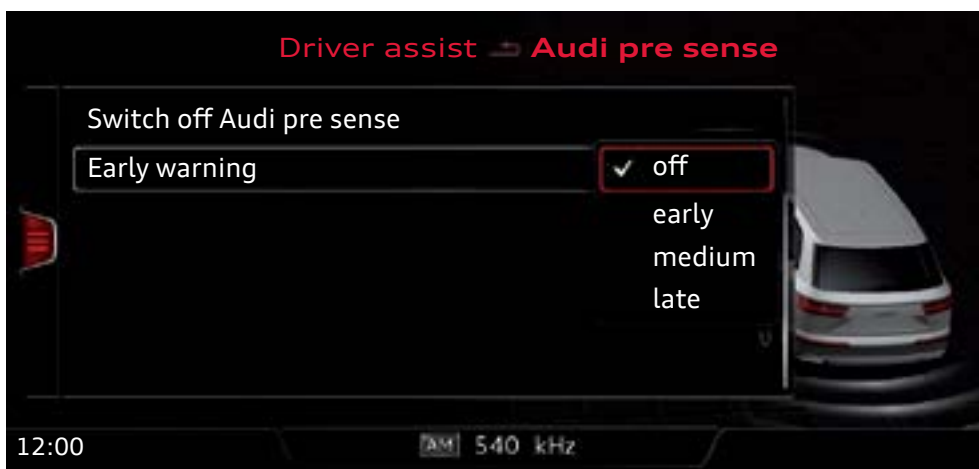 Driver assist Audi pre sense
Switch off Audi pre sense
Early warning off
early
medium
late
12:00 AM 540 kHz